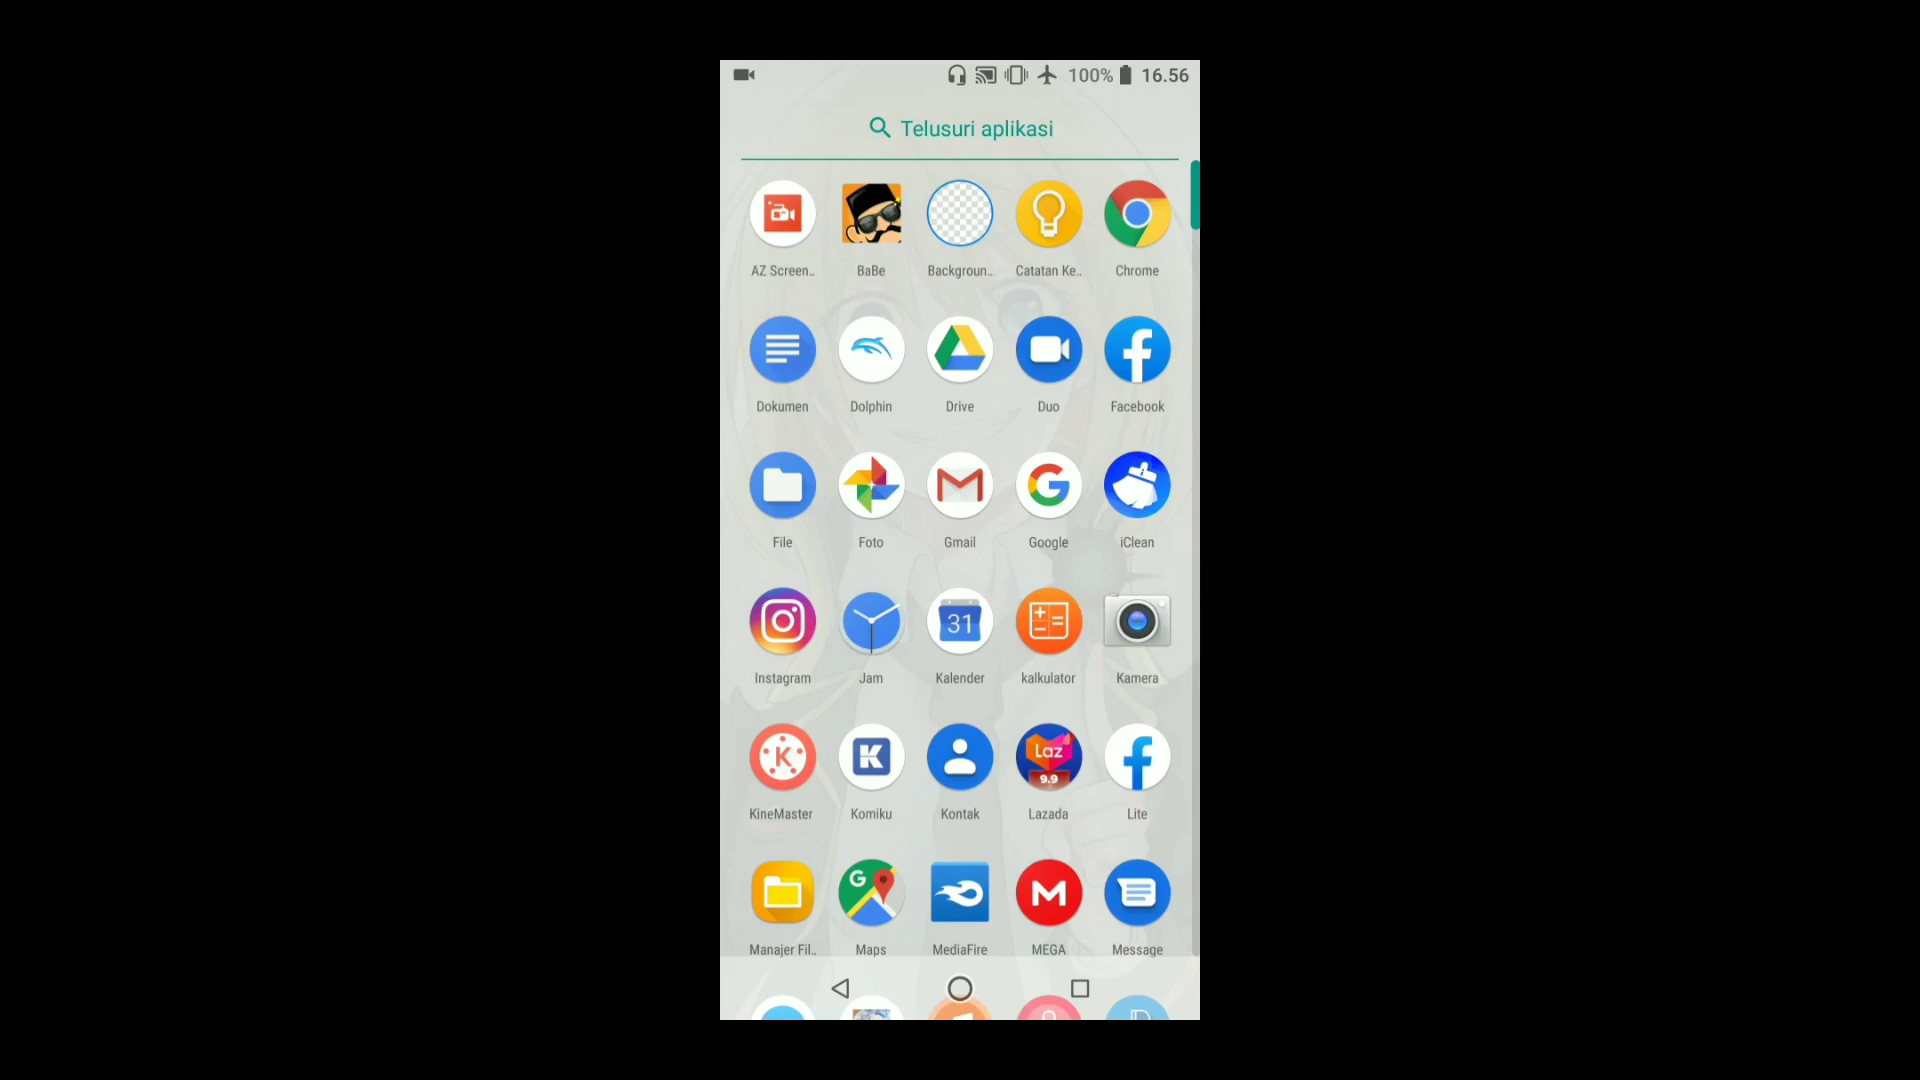 100% 16.56
Telusuri aplikasi
AZ Screen.. BaBe Backgroun.. Catatan Ke.. Chrome
Dokumen Dolphin Drive Duo Facebook
G
File Foto Gmail Google iClean
31
Instagram Jam Kalender kalkulator Kamera
K K Laz
9.9
KineMaster Komiku Kontak Lazada Lite
G M
Manajer Fil.. Maps MediaFire MEGA Message